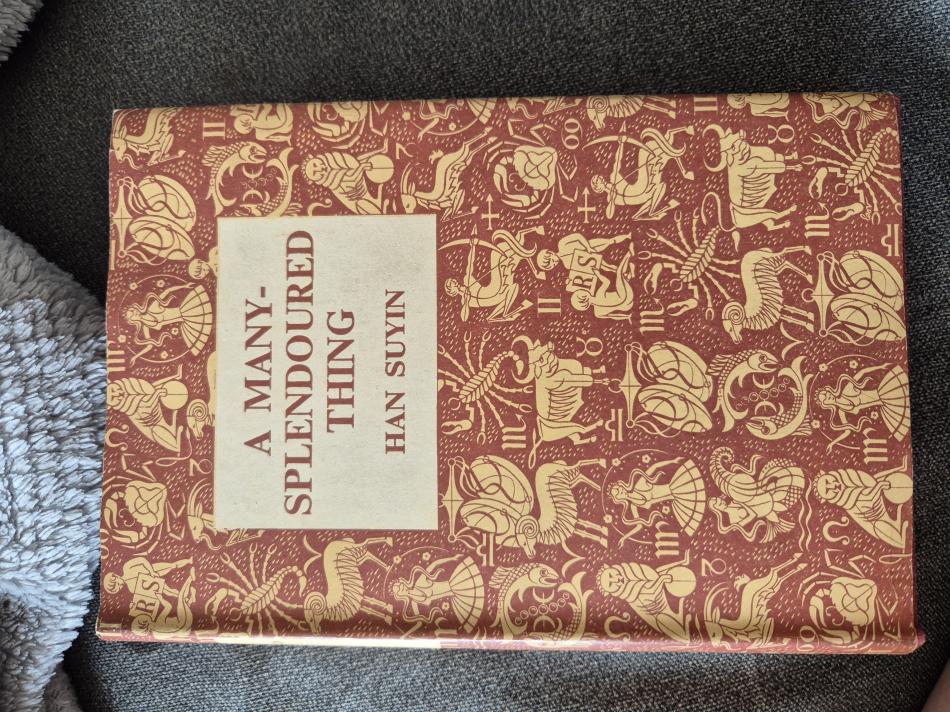 A MANY-
SPLENDOURED
THING
HAN SUYIN